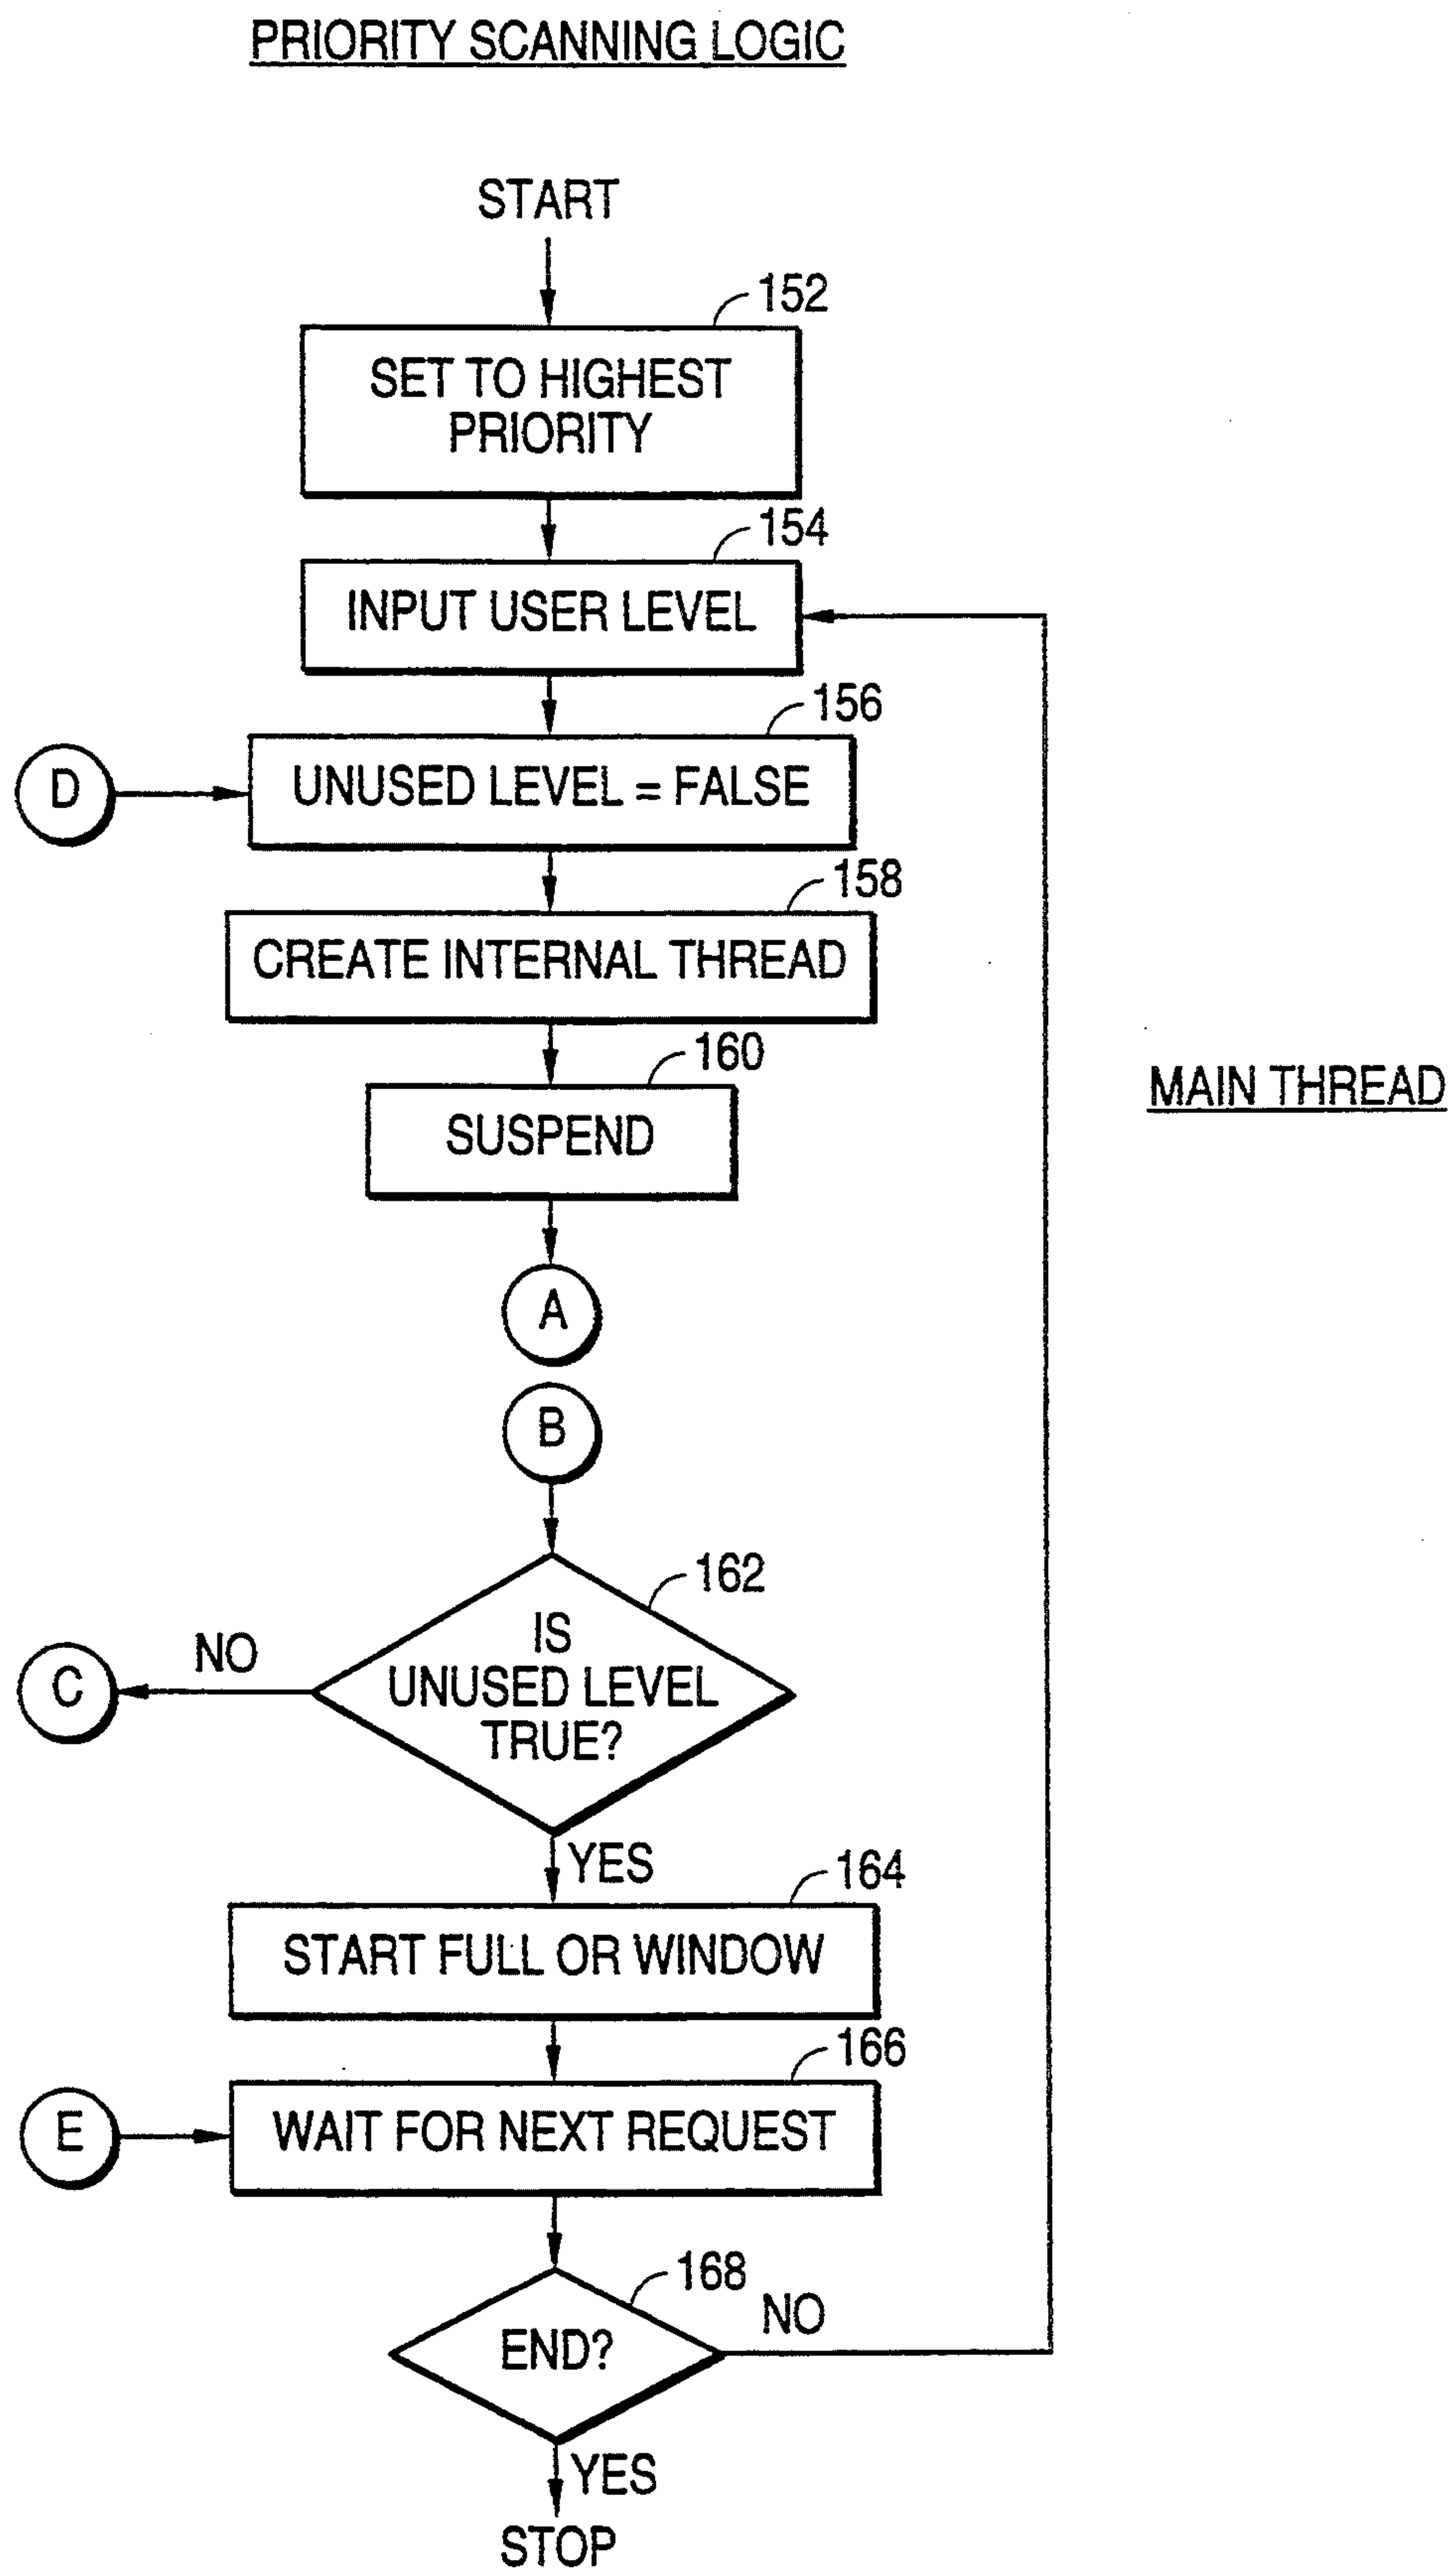 PRIORITY SCANNING LOGIC
START
152
SET TO HIGHEST
PRIORITY
154
INPUT USER LEVEL
156
D
UNUSED LEVEL = FALSE
158
CREATE INTERNAL THREAD
160
MAIN THREAD
SUSPEND
A
B
162
IS
NO
C
UNUSED LEVEL
TRUE?
YES
164
START FULL OR WINDOW
166
E
WAIT FOR NEXT REQUEST
168
NO
END?
YES
STOP